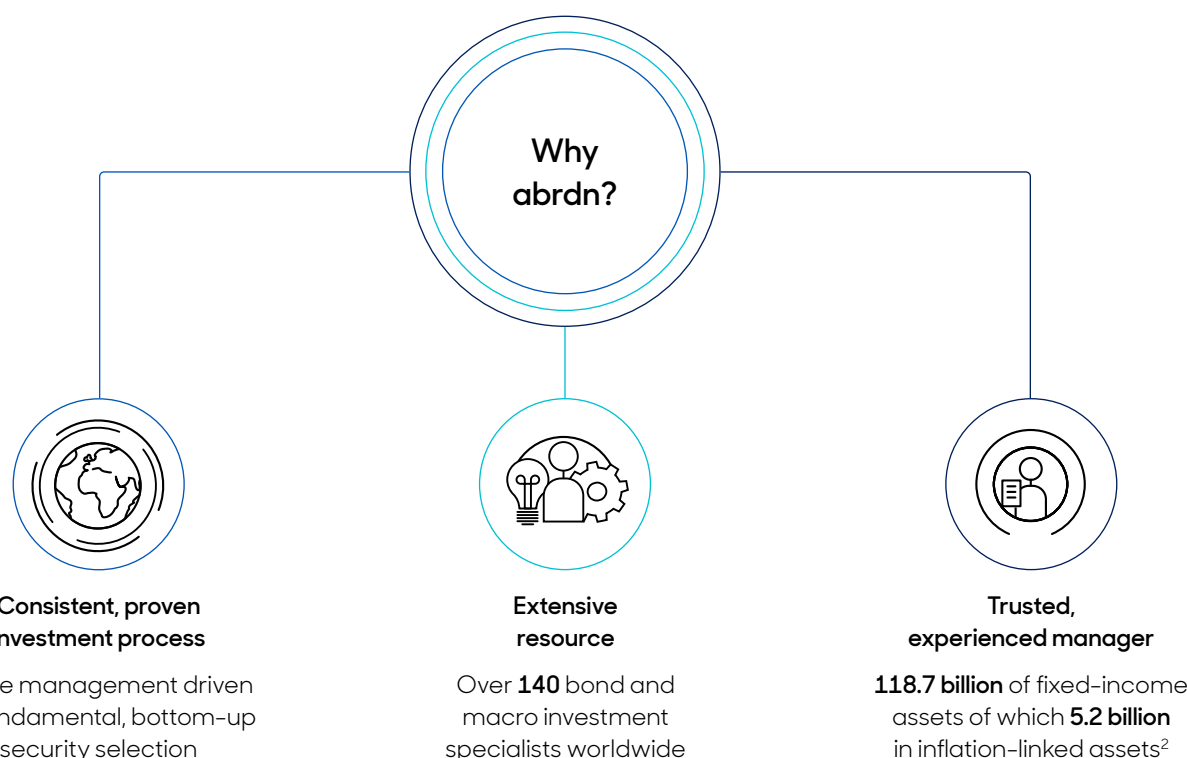 Why
abrdn?
Consistent, proven
nvestment process
e management driven
ndamental, bottom-up
security selection
Extensive
resource
Over 140 bond and
macro investment
specialists worldwide
Trusted,
experienced manager
118.7 billion of fixed-income
assets of which 5.2 billion
in inflation-linked assets²